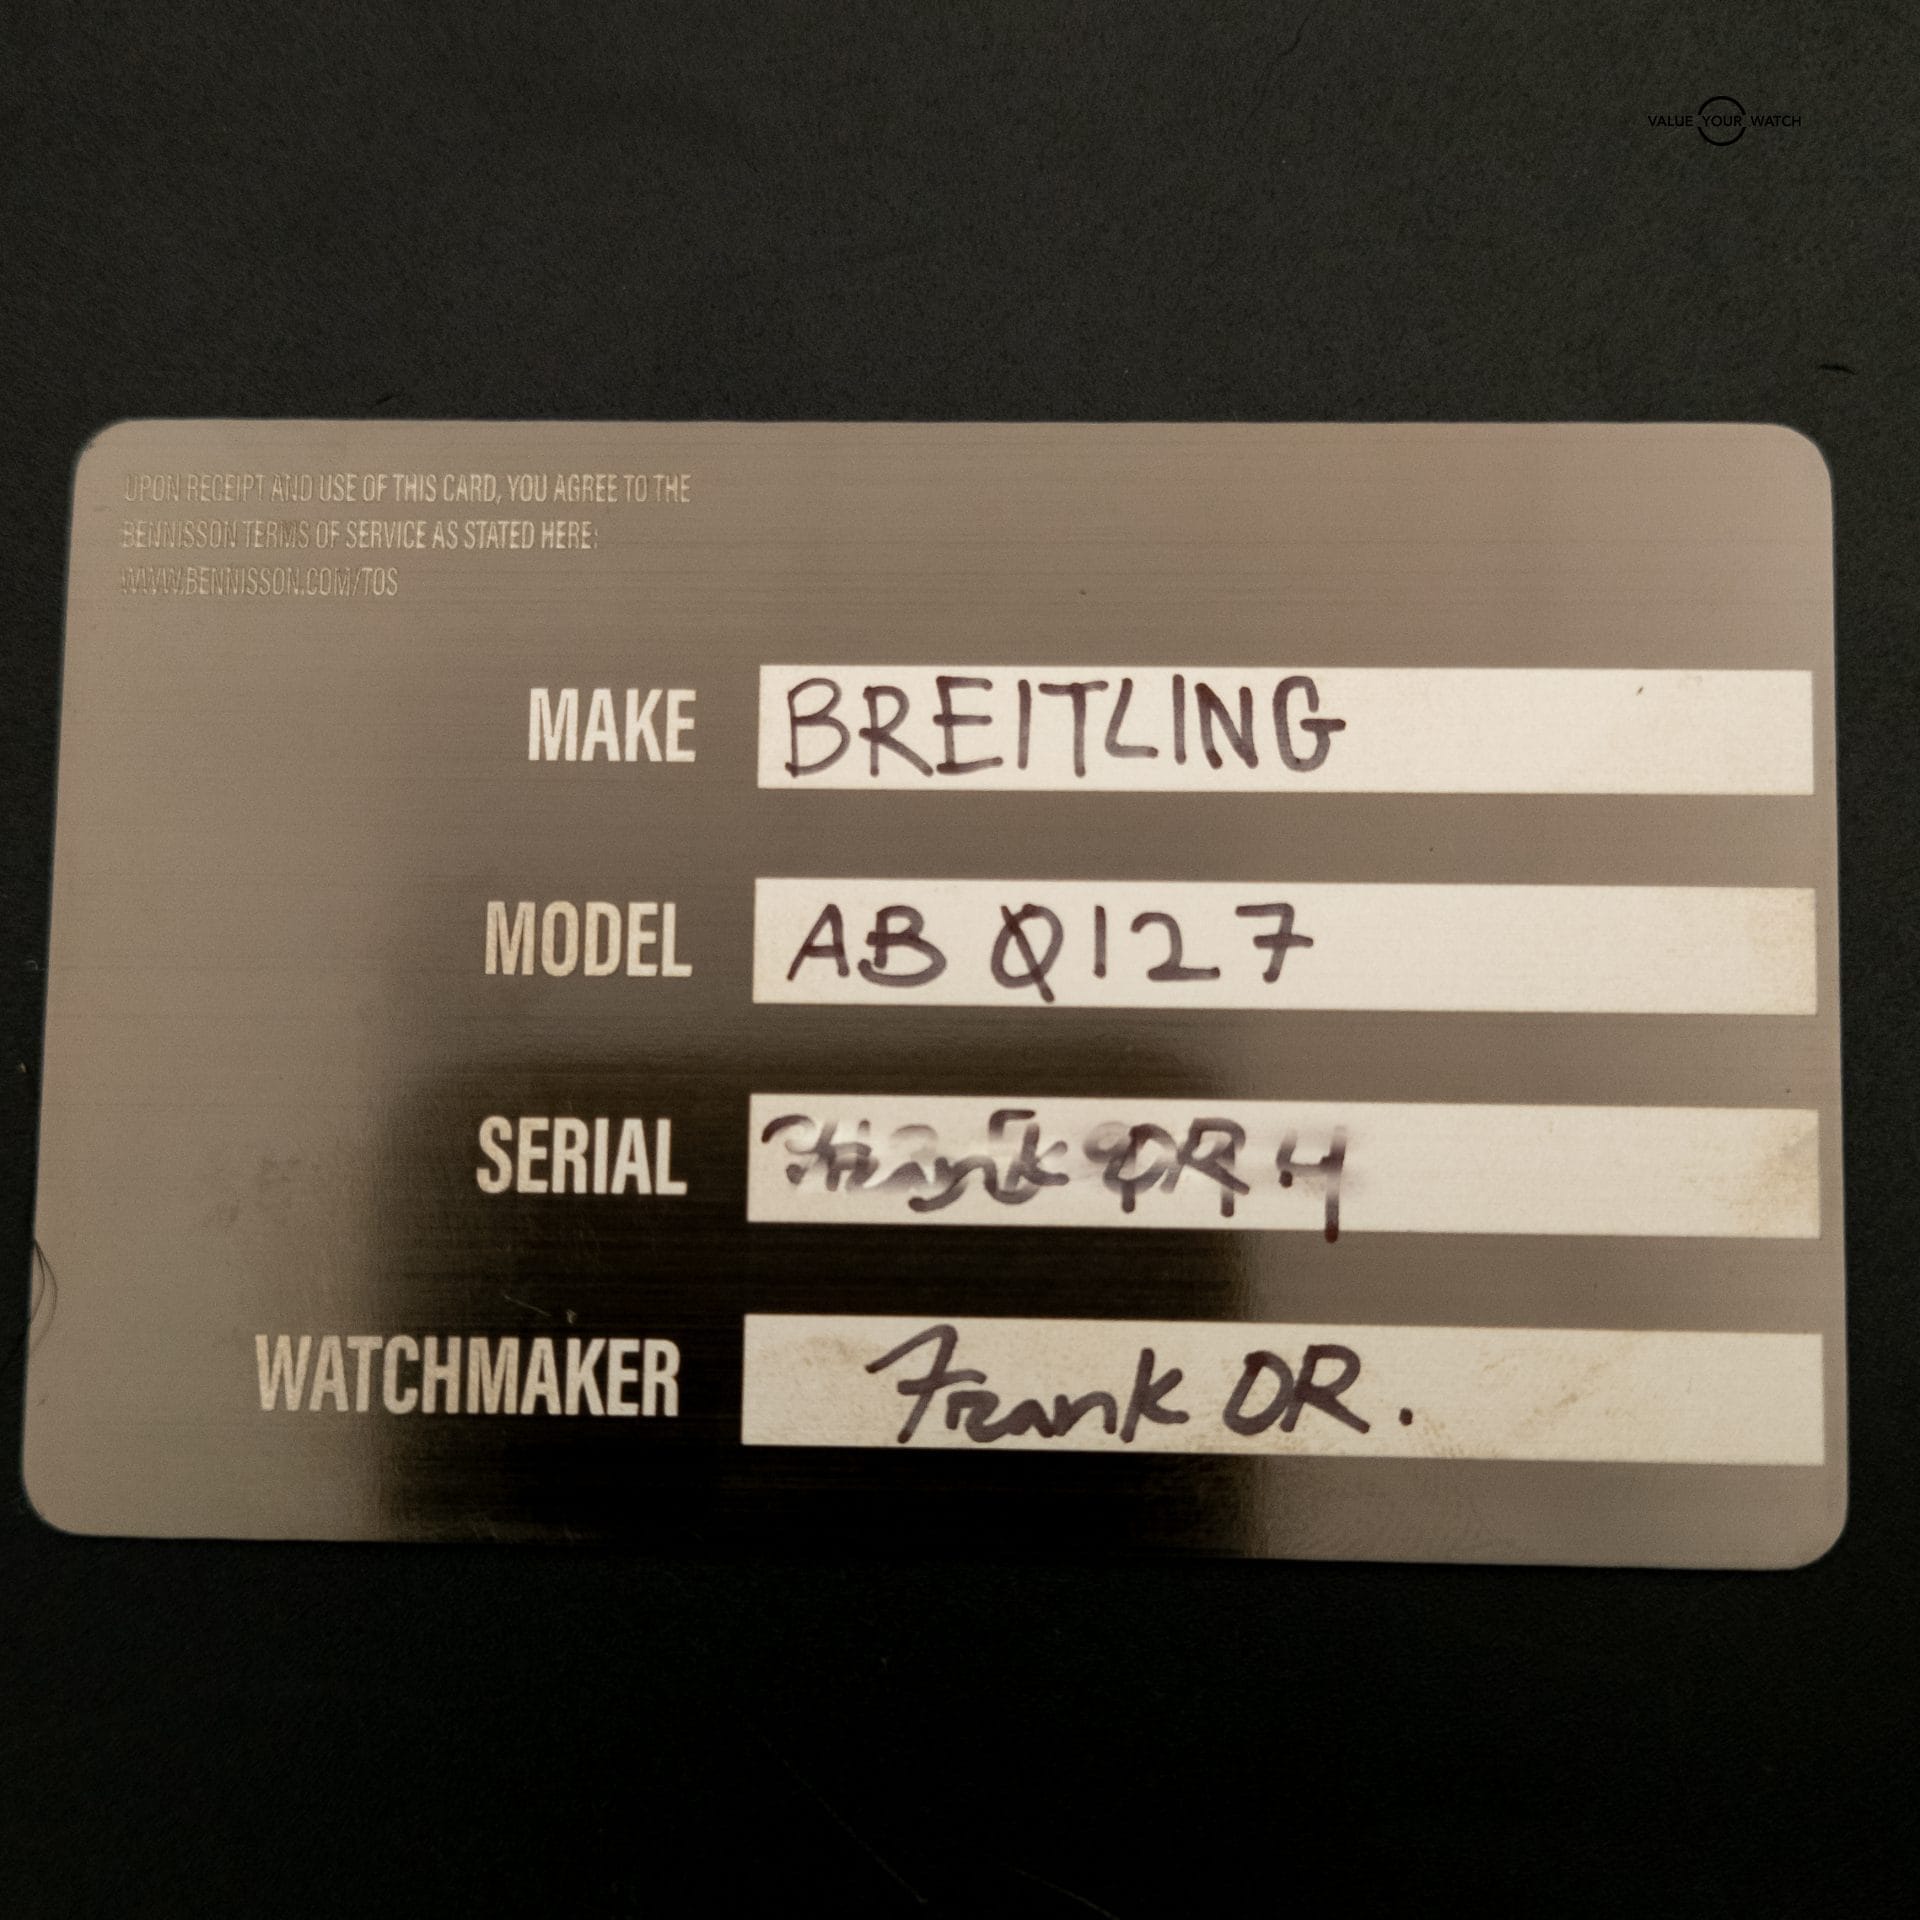 VALUE YOUR WATCH
UPON RECEIPT AND USE OF THIS CARD, YOU AGREE TO THE
BENNISSON TERMS OF SERVICE AS STATED HERE:
WWW.BENNISSON.COM/TOS
MAKE BREITLING
MODEL AB 0127
SERIAL
WATCHMAKER Frank OR.